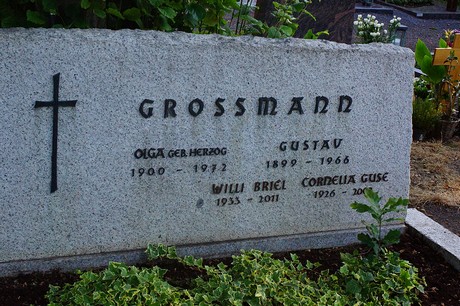 GROSSMANN
OLGA GEB. HERZOG
1900 - 1972
GUSTAV
1899 - 1966
WILLI BRIEL
1933 - 2011
CORNELIA GUSE
1926 -